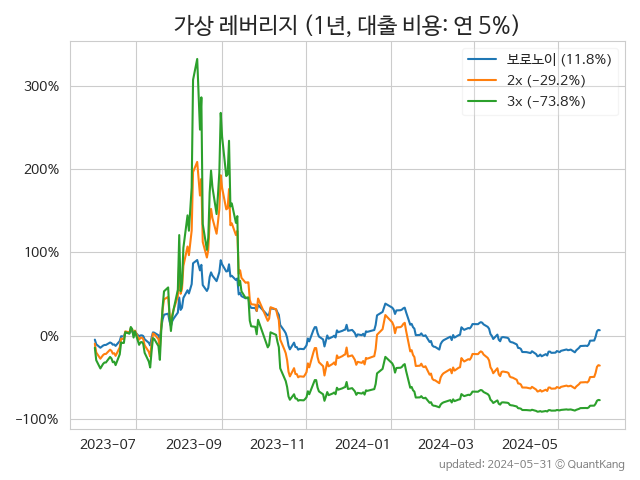 가상 레버리지 (1년, 대출 비용: 연 5%)
보로노이 (11.8%)
2x (−29.2%)
3x (−73.8%)
300%
200%
100%
0%
−100%
2023-07 2023-09 2023-11 2024-01 2024-03 2024-05
updated: 2024-05-31 © QuantKang